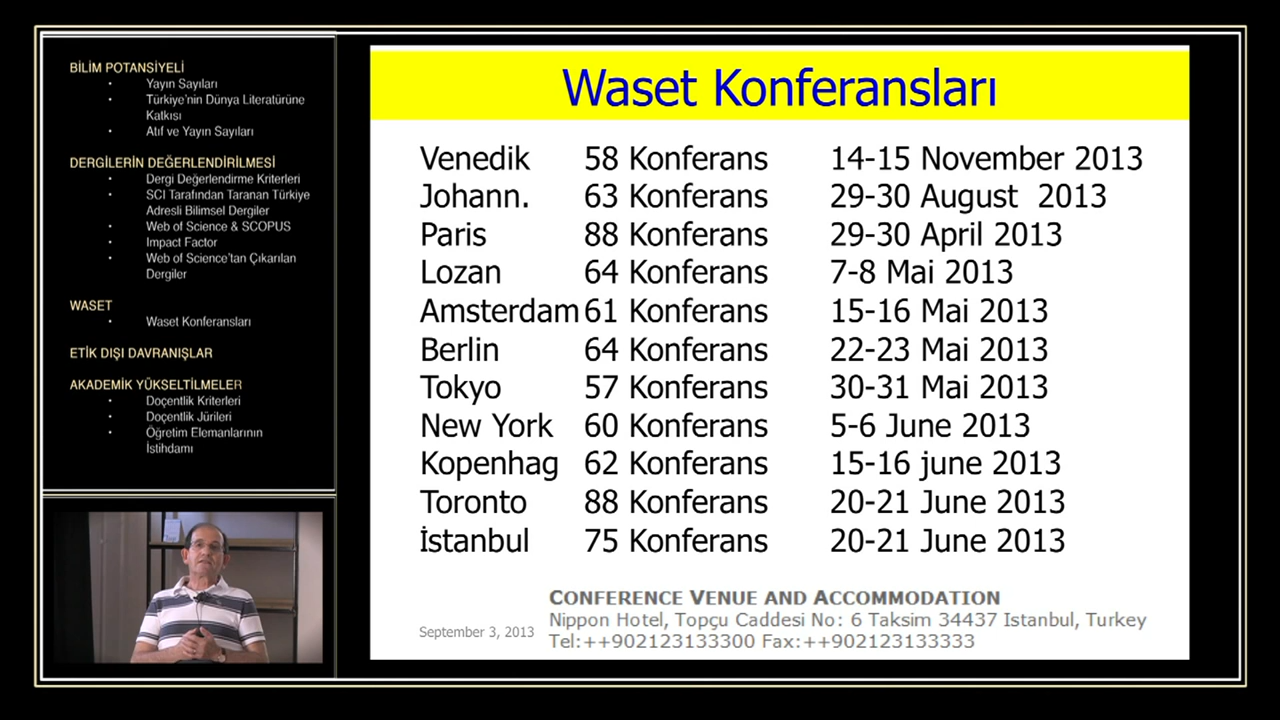 BİLİM POTANSİYELİ
• Yayın Sayıları
• Türkiye'nin Dünya Literatürüne
Katkısı
• Atıf ve Yayın Sayıları
DERGİLERİN DEĞERLENDİRİLMESİ
• Dergi Değerlendirme Kriterleri
• SCI Tarafından Taranan Türkiye
Adresli Bilimsel Dergiler
• Web of Science & SCOPUS
• Impact Factor
• Web of Science'tan Çıkarılan
Dergiler
WASET
• Waset Konferansları
ETİK DIŞI DAVRANIŞLAR
AKADEMİK YÜKSELTİLMELER
• Doçentlik Kriterleri
• Doçentlik Jürileri
• Öğretim Elemanlarının
İstihdamı
Waset Konferansları
Venedik 58 Konferans 14-15 November 2013
Johann. 63 Konferans 29-30 August 2013
Paris 88 Konferans 29-30 April 2013
Lozan 64 Konferans 7-8 Mai 2013
Amsterdam 61 Konferans 15-16 Mai 2013
Berlin 64 Konferans 22-23 Mai 2013
Tokyo 57 Konferans 30-31 Mai 2013
New York 60 Konferans 5-6 June 2013
Kopenhag 62 Konferans 15-16 june 2013
Toronto 88 Konferans 20-21 June 2013
İstanbul 75 Konferans 20-21 June 2013
CONFERENCE VENUE AND ACCOMMODATION
Nippon Hotel, Topçu Caddesi No: 6 Taksim 34437 Istanbul, Turkey
Tel:++902123133300 Fax:++902123133333
September 3, 2013